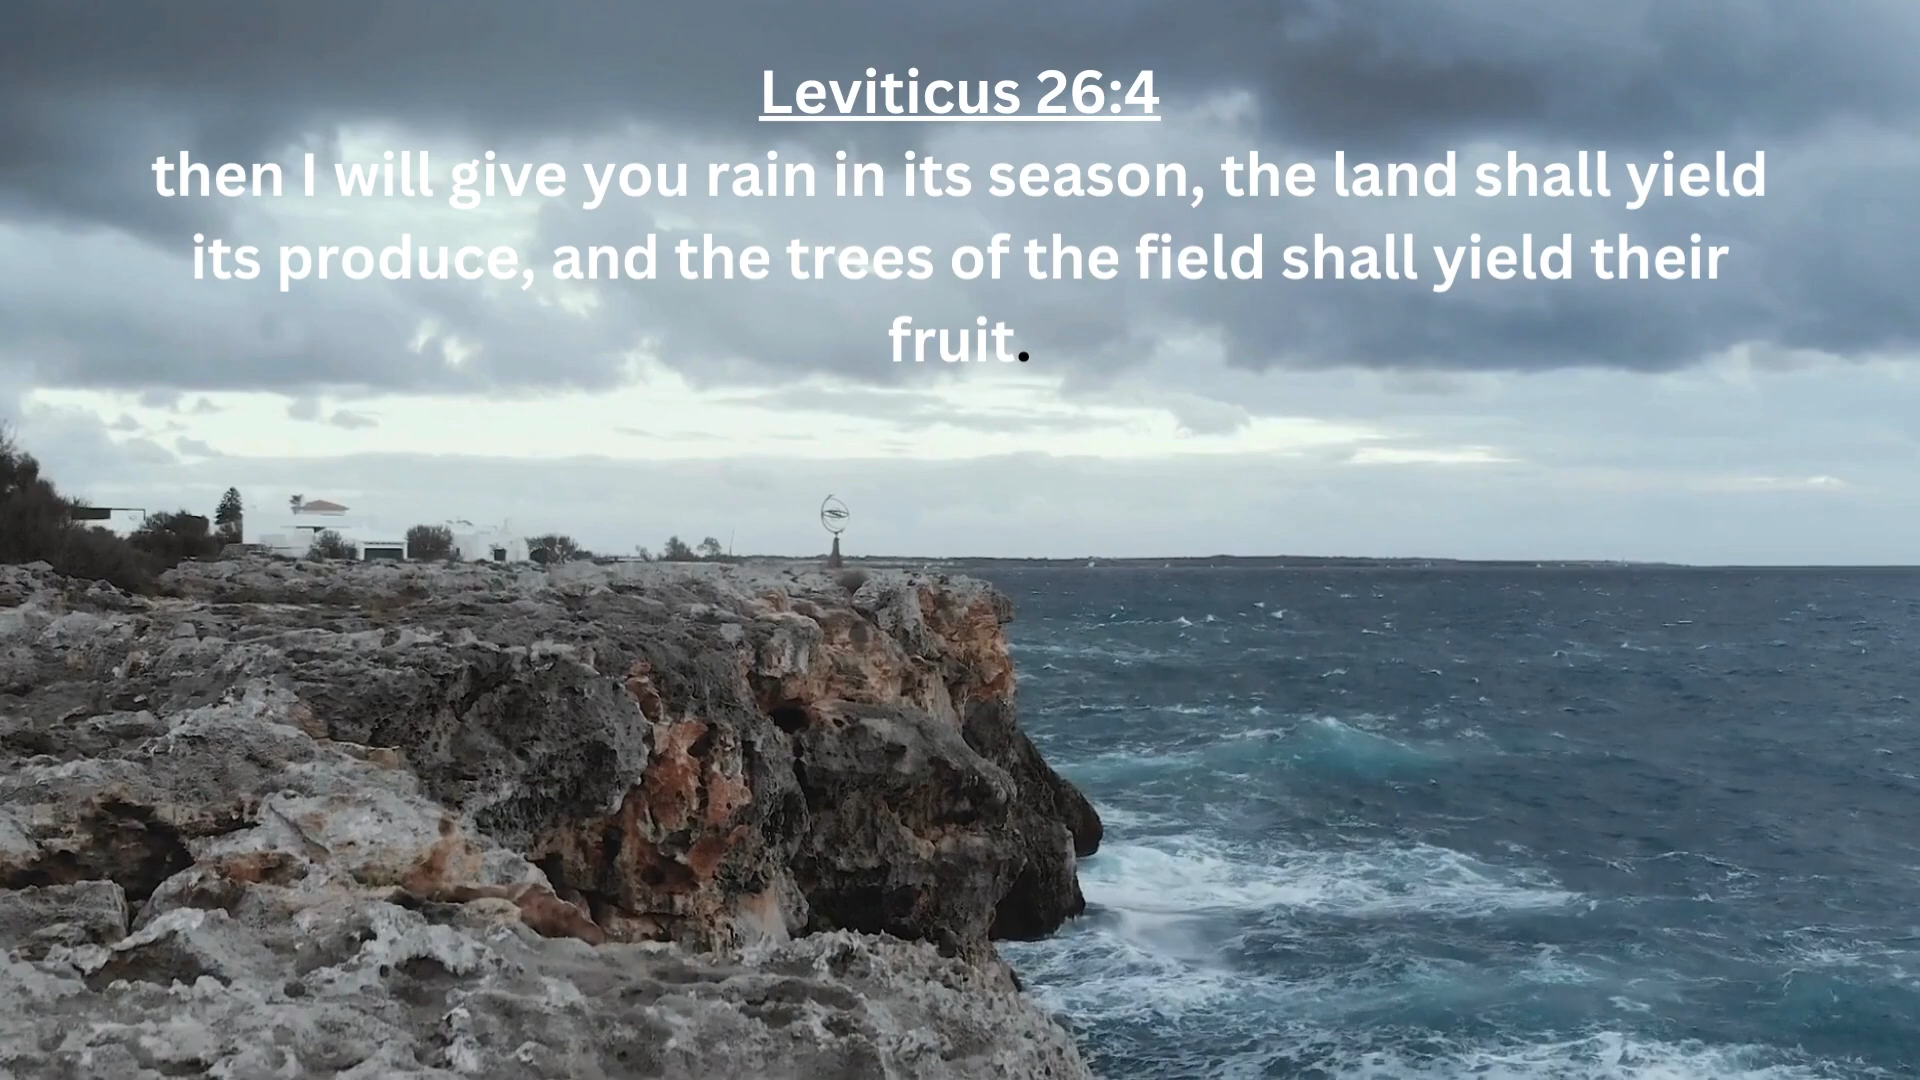 Leviticus 26:4
then I will give you rain in its season, the land shall yield
its produce, and the trees of the field shall yield their
fruit.